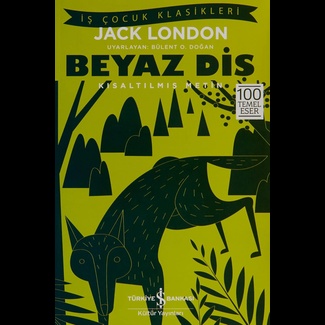 İŞ ÇOCUK KLASİKLERİ
JACK LONDON
UYARLAYAN: BÜLENT D. DOĞAN
BEYAZ DİŞ
KISALTILMIŞ METİN
100
TEMEL
ESER
TÜRKİYE İŞ BANKASI
Kültür Yayınları